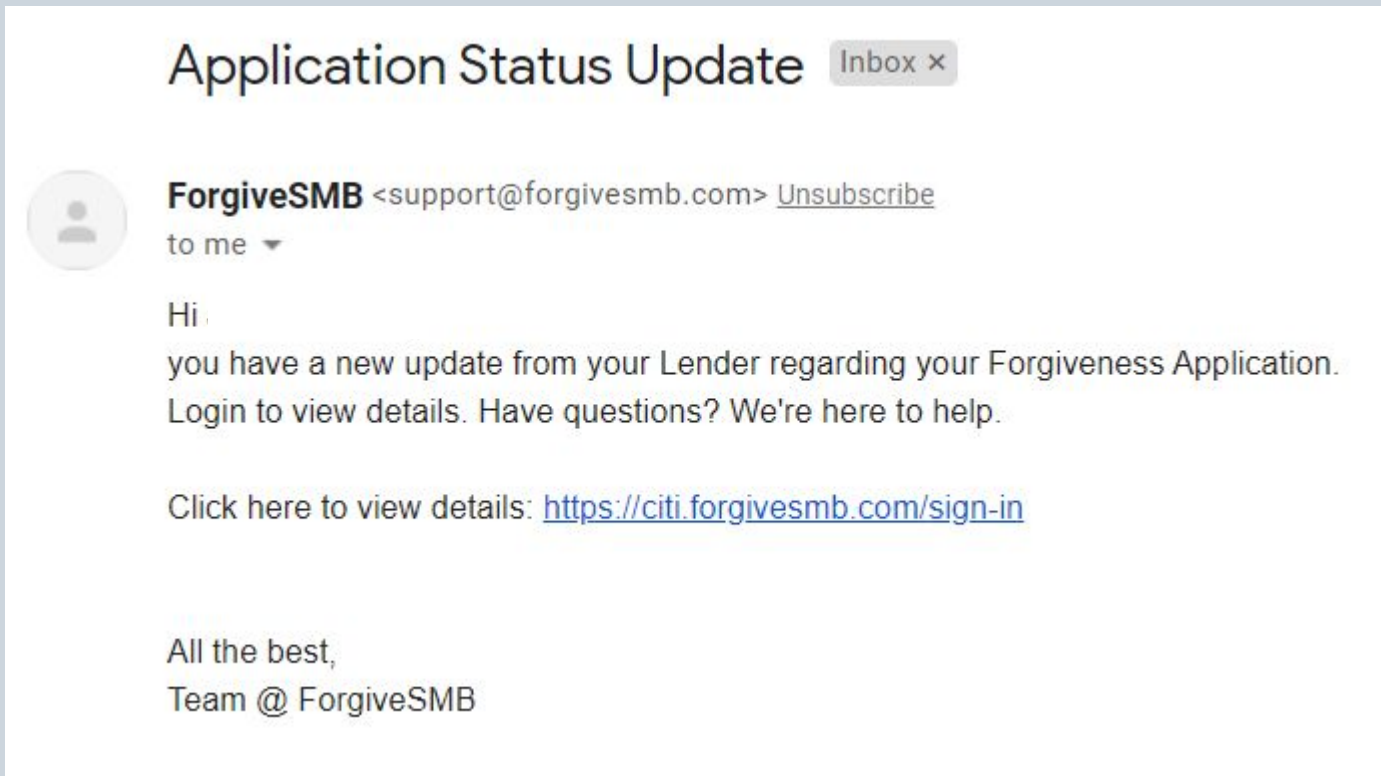 Application Status Update Inbox ×
ForgiveSMB <support@forgivesmb.com> Unsubscribe
to me
Hi
you have a new update from your Lender regarding your Forgiveness Application.
Login to view details. Have questions? We're here to help.
Click here to view details: https://citi.forgivesmb.com/sign-in
All the best,
Team @ ForgiveSMB